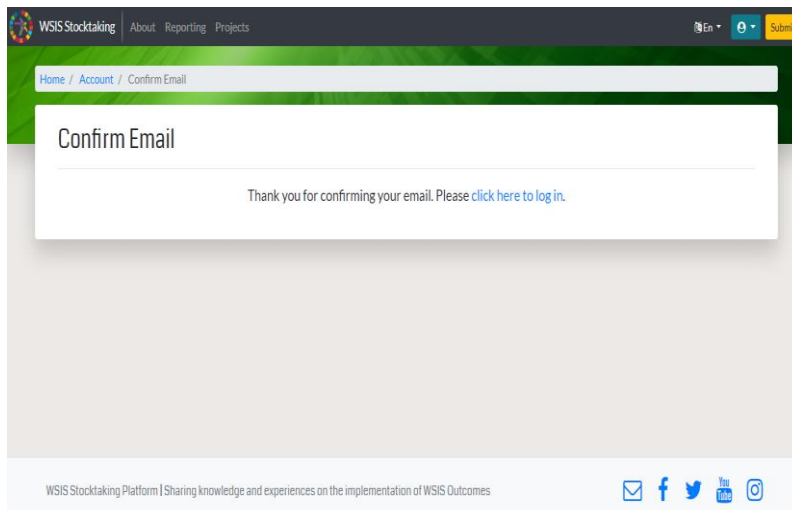 WSIS Stocktaking About Reporting Projects En Submi
Home / Account / Confirm Email
Confirm Email
Thank you for confirming your email. Please click here to log in.
WSIS Stocktaking Platform | Sharing knowledge and experiences on the implementation of WSIS Outcomes
You
Tube